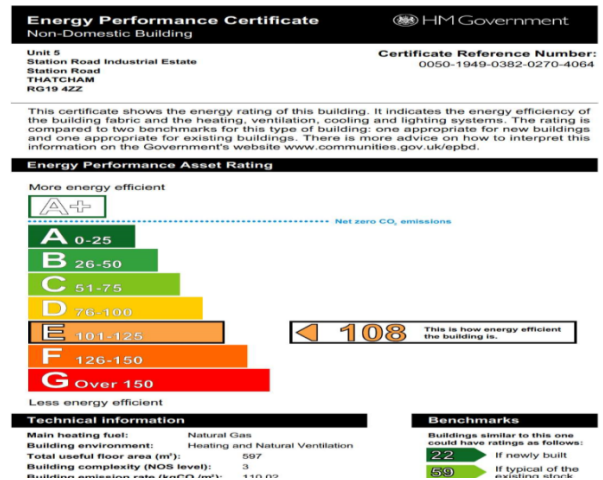 Energy Performance Certificate
HM Government
Non-Domestic Building
Unit 5
Station Road Industrial Estate
Station Road
THATCHAM
RG19 4ZZ
Certificate Reference Number:
0050-1949-0382-0270-4064
This certificate shows the energy rating of this building. It indicates the energy efficiency of
the building fabric and the heating, ventilation, cooling and lighting systems. The rating is
compared to two benchmarks for this type of building: one appropriate for new buildings
and one appropriate for existing buildings. There is more advice on how to interpret this
information on the Government's website www.communities.gov.uk/epbd.
Energy Performance Asset Rating
More energy efficient
A+
Net zero CO₂ emissions
A 0-25
B 26-50
C 51-75
D 76-100
E 101-125
108
This is how energy efficient
the building is.
F 126-150
G Over 150
Less energy efficient
Technical information
Main heating fuel: Natural Gas
Building environment: Heating and Natural Ventilation
Total useful floor area (m²): 597
Building complexity (NOS level): 3
Building emission rate (kgCO₂/m²): 110.02
Benchmarks
Buildings similar to this one
could have ratings as follows:
22 If newly built
59 If typical of the
existing stock